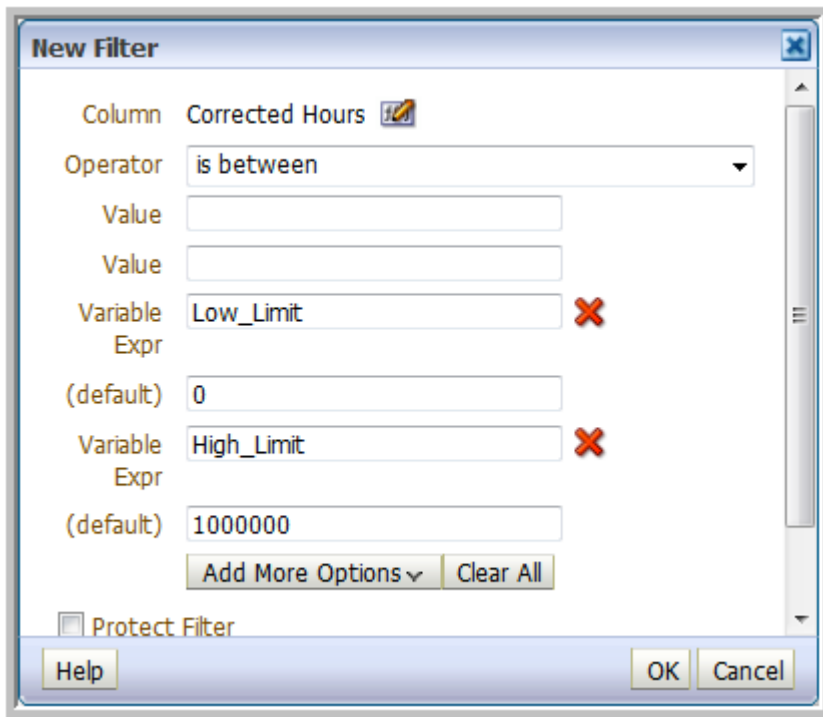 New Filter
Column Corrected Hours
Operator is between
Value
Value
Variable Expr Low_Limit
(default) 0
Variable Expr High_Limit
(default) 1000000
Add More Options Clear All
Protect Filter
Help OK Cancel